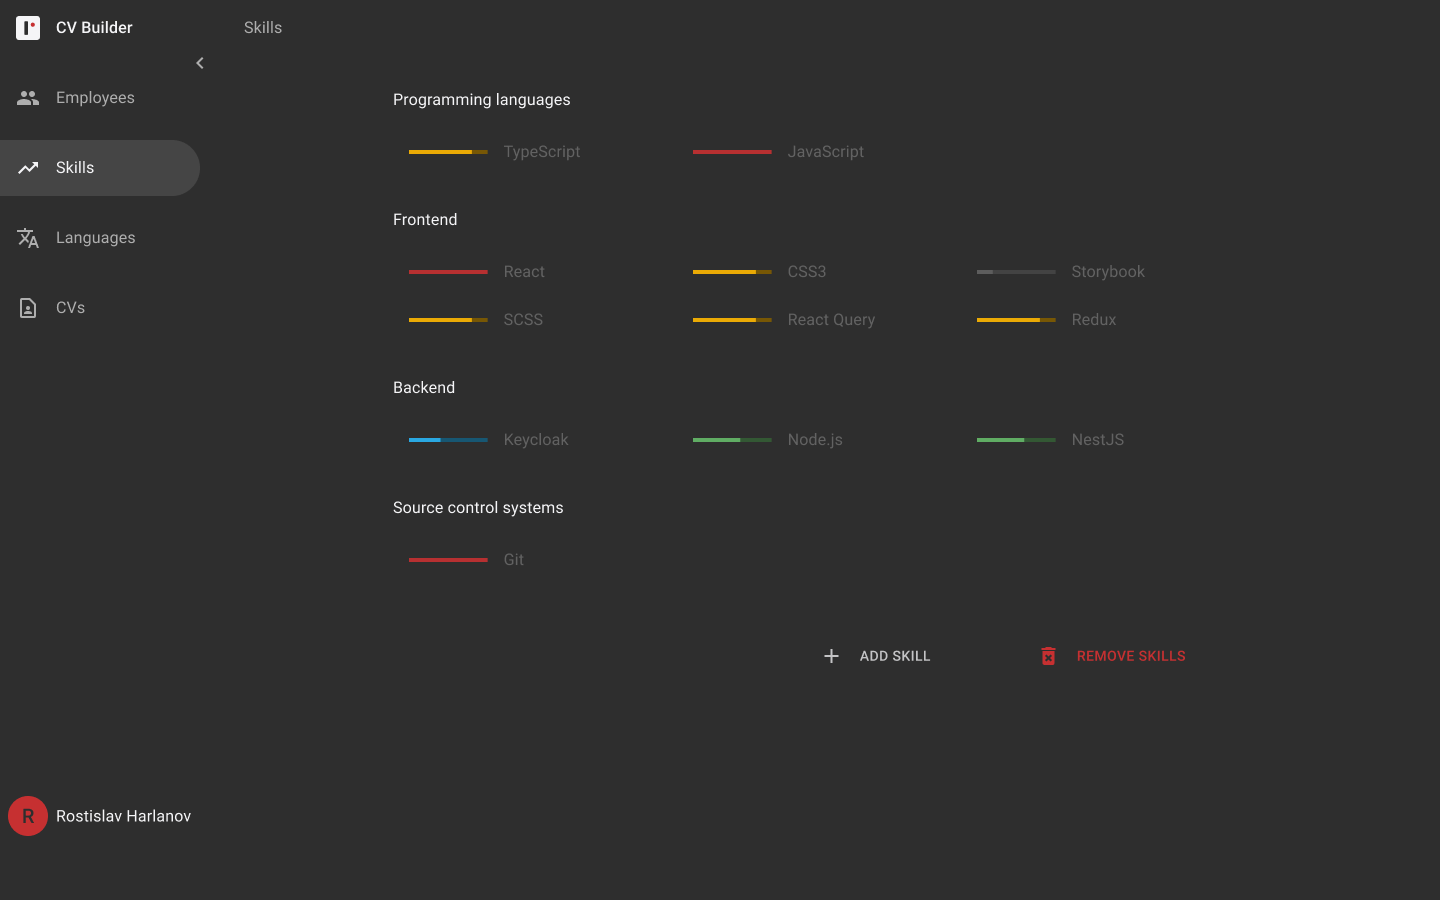 CV Builder
Skills
Employees
Skills
Languages
CVs
Programming languages
TypeScript
JavaScript
Frontend
React
CSS3
Storybook
SCSS
React Query
Redux
Backend
Keycloak
Node.js
NestJS
Source control systems
Git
ADD SKILL
REMOVE SKILLS
R
Rostislav Harlanov